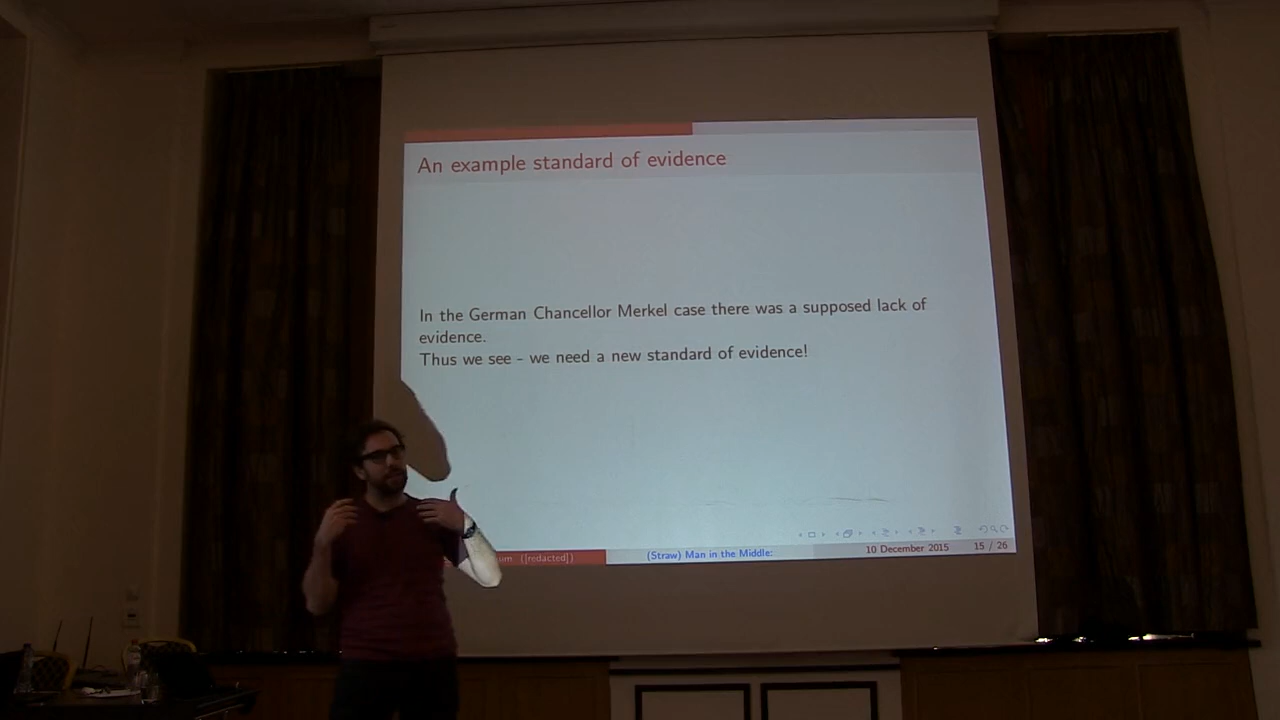 An example standard of evidence
In the German Chancellor Merkel case there was a supposed lack of
evidence.
Thus we see - we need a new standard of evidence!
um ([redacted])
(Straw) Man in the Middle:
10 December 2015
15 / 26